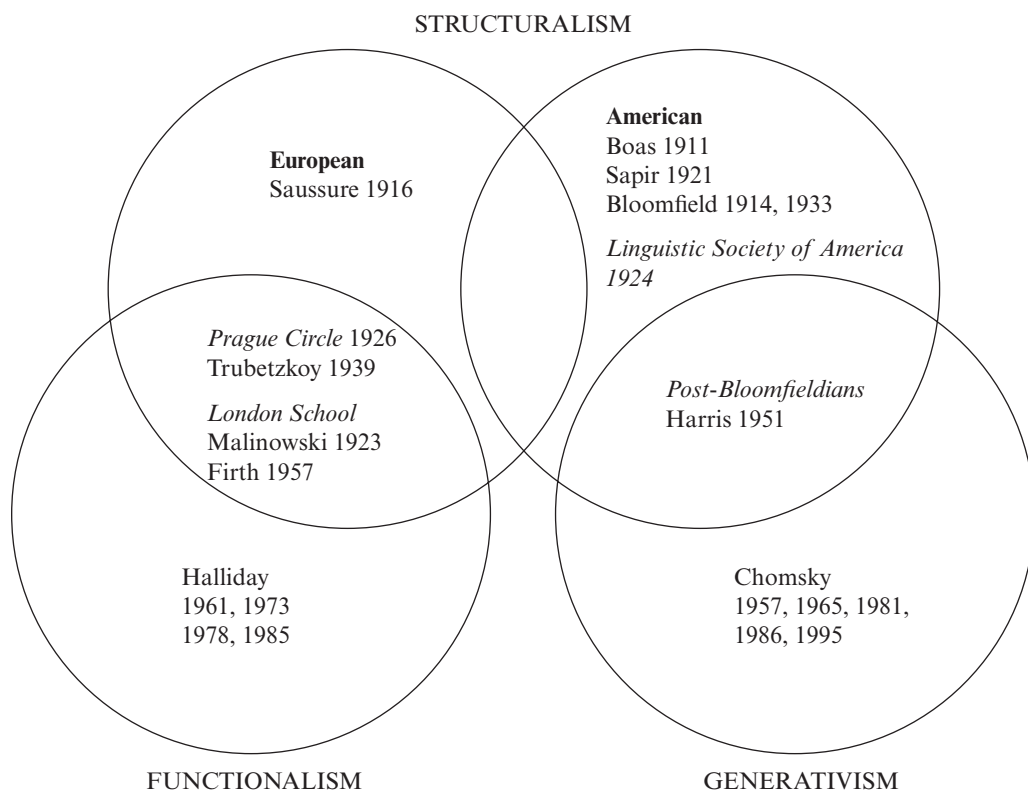 STRUCTURALISM
European
Saussure 1916
American
Boas 1911
Sapir 1921
Bloomfield 1914, 1933
Linguistic Society of America
1924
Prague Circle 1926
Trubetzkoy 1939
London School
Malinowski 1923
Firth 1957
Post-Bloomfieldians
Harris 1951
Halliday
1961, 1973
1978, 1985
Chomsky
1957, 1965, 1981,
1986, 1995
FUNCTIONALISM
GENERATIVISM